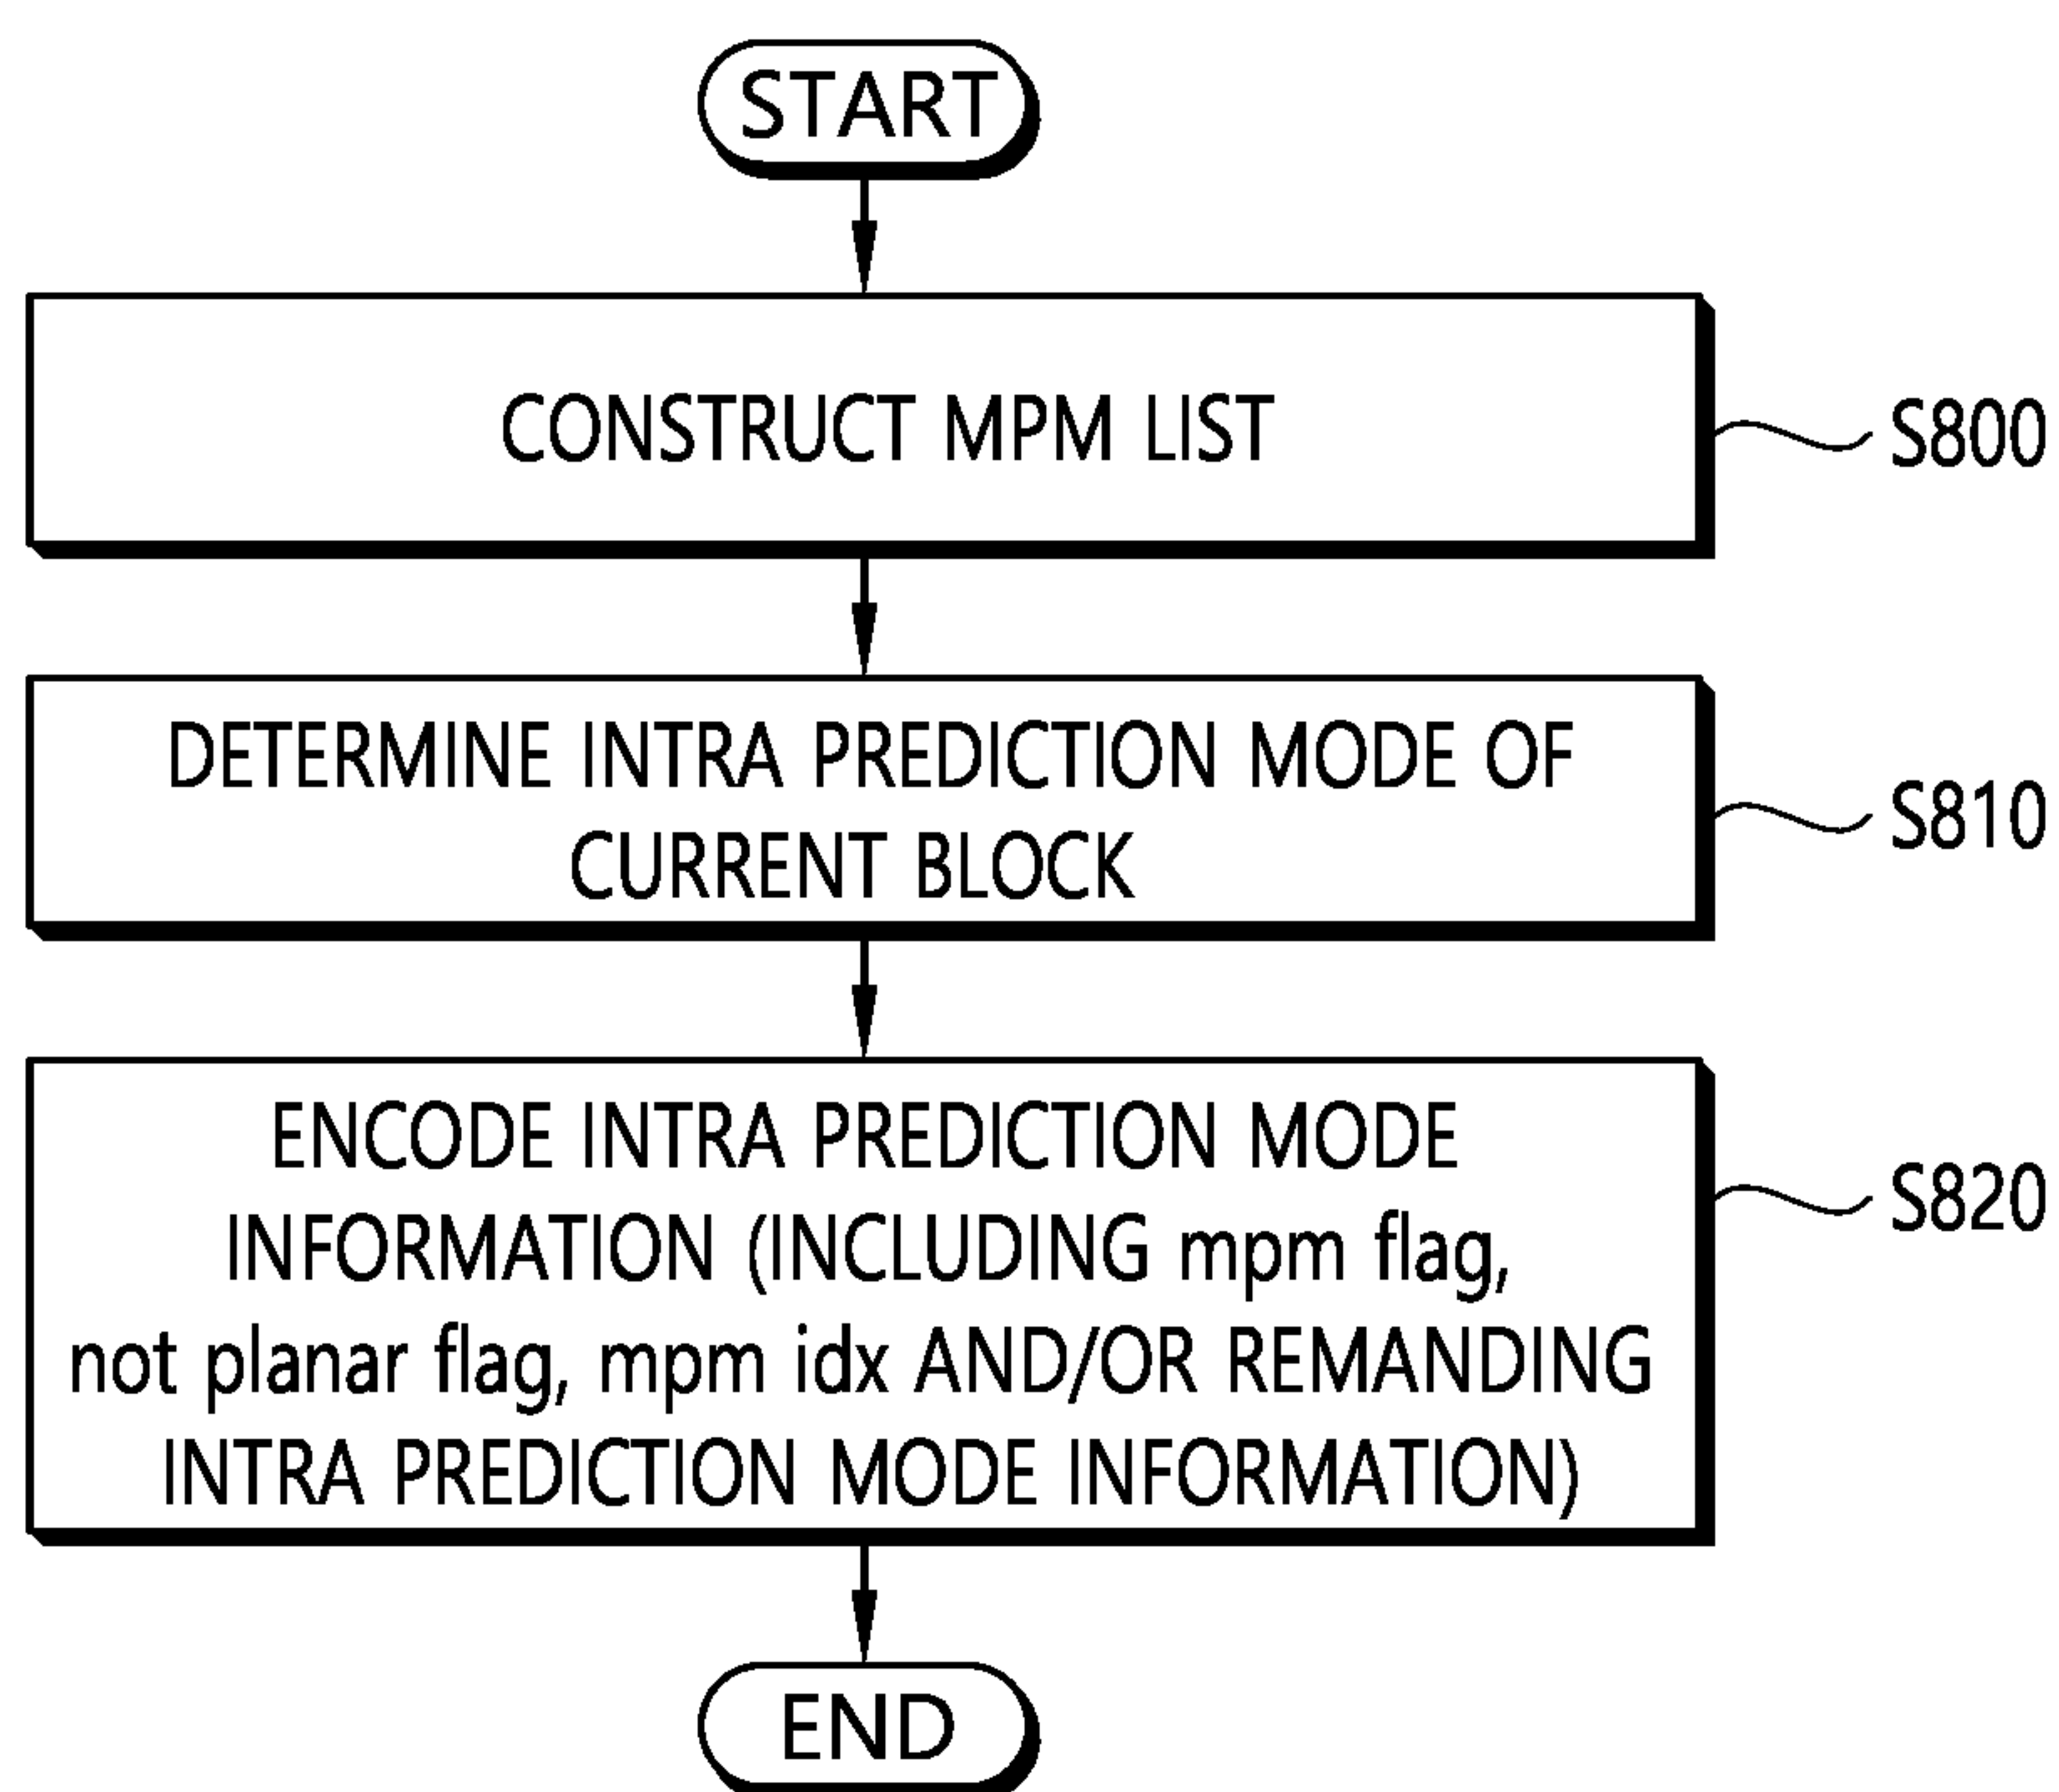 START
CONSTRUCT MPM LIST
S800
DETERMINE INTRA PREDICTION MODE OF
CURRENT BLOCK
S810
ENCODE INTRA PREDICTION MODE
INFORMATION (INCLUDING mpm flag,
not planar flag, mpm idx AND/OR REMANDING
INTRA PREDICTION MODE INFORMATION)
S820
END